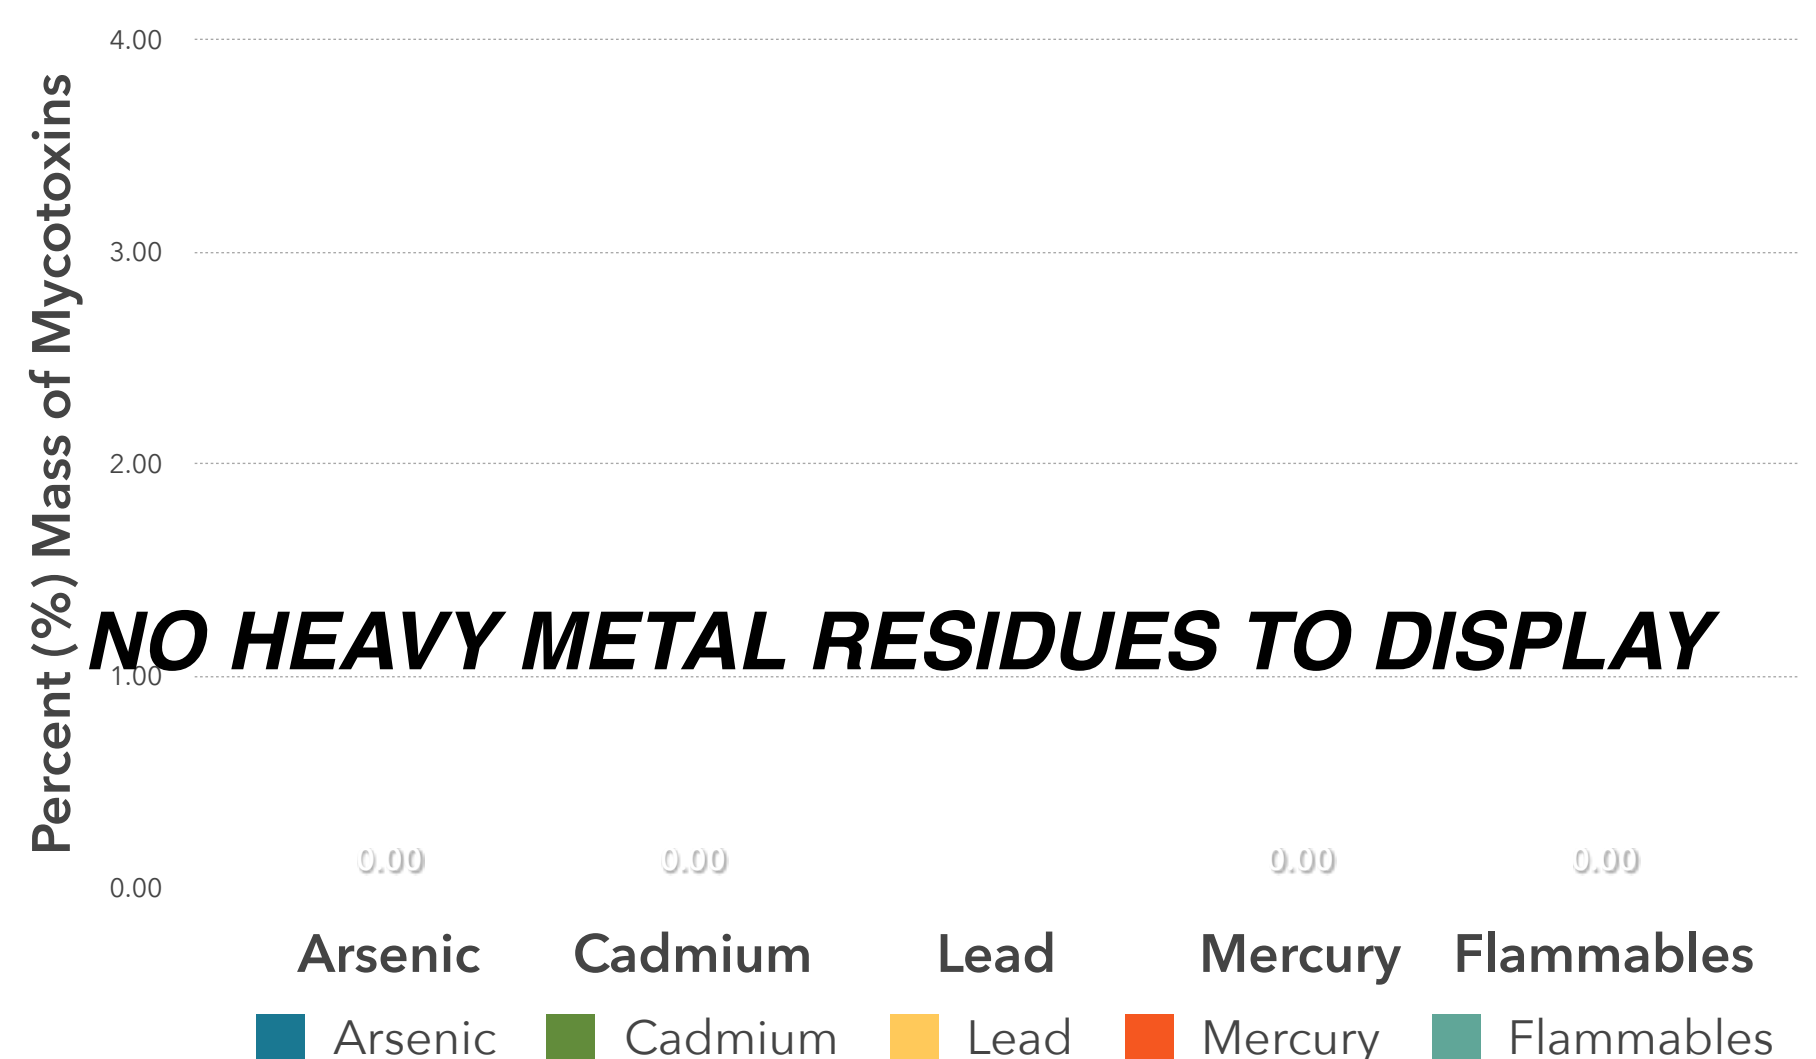 Percent (%) Mass of Mycotoxins
4.00
3.00
2.00
NO HEAVY METAL RESIDUES TO DISPLAY
1.00
0.00 0.00 0.00 0.00
0.00
Arsenic Cadmium Lead Mercury Flammables
Arsenic Cadmium Lead Mercury Flammables